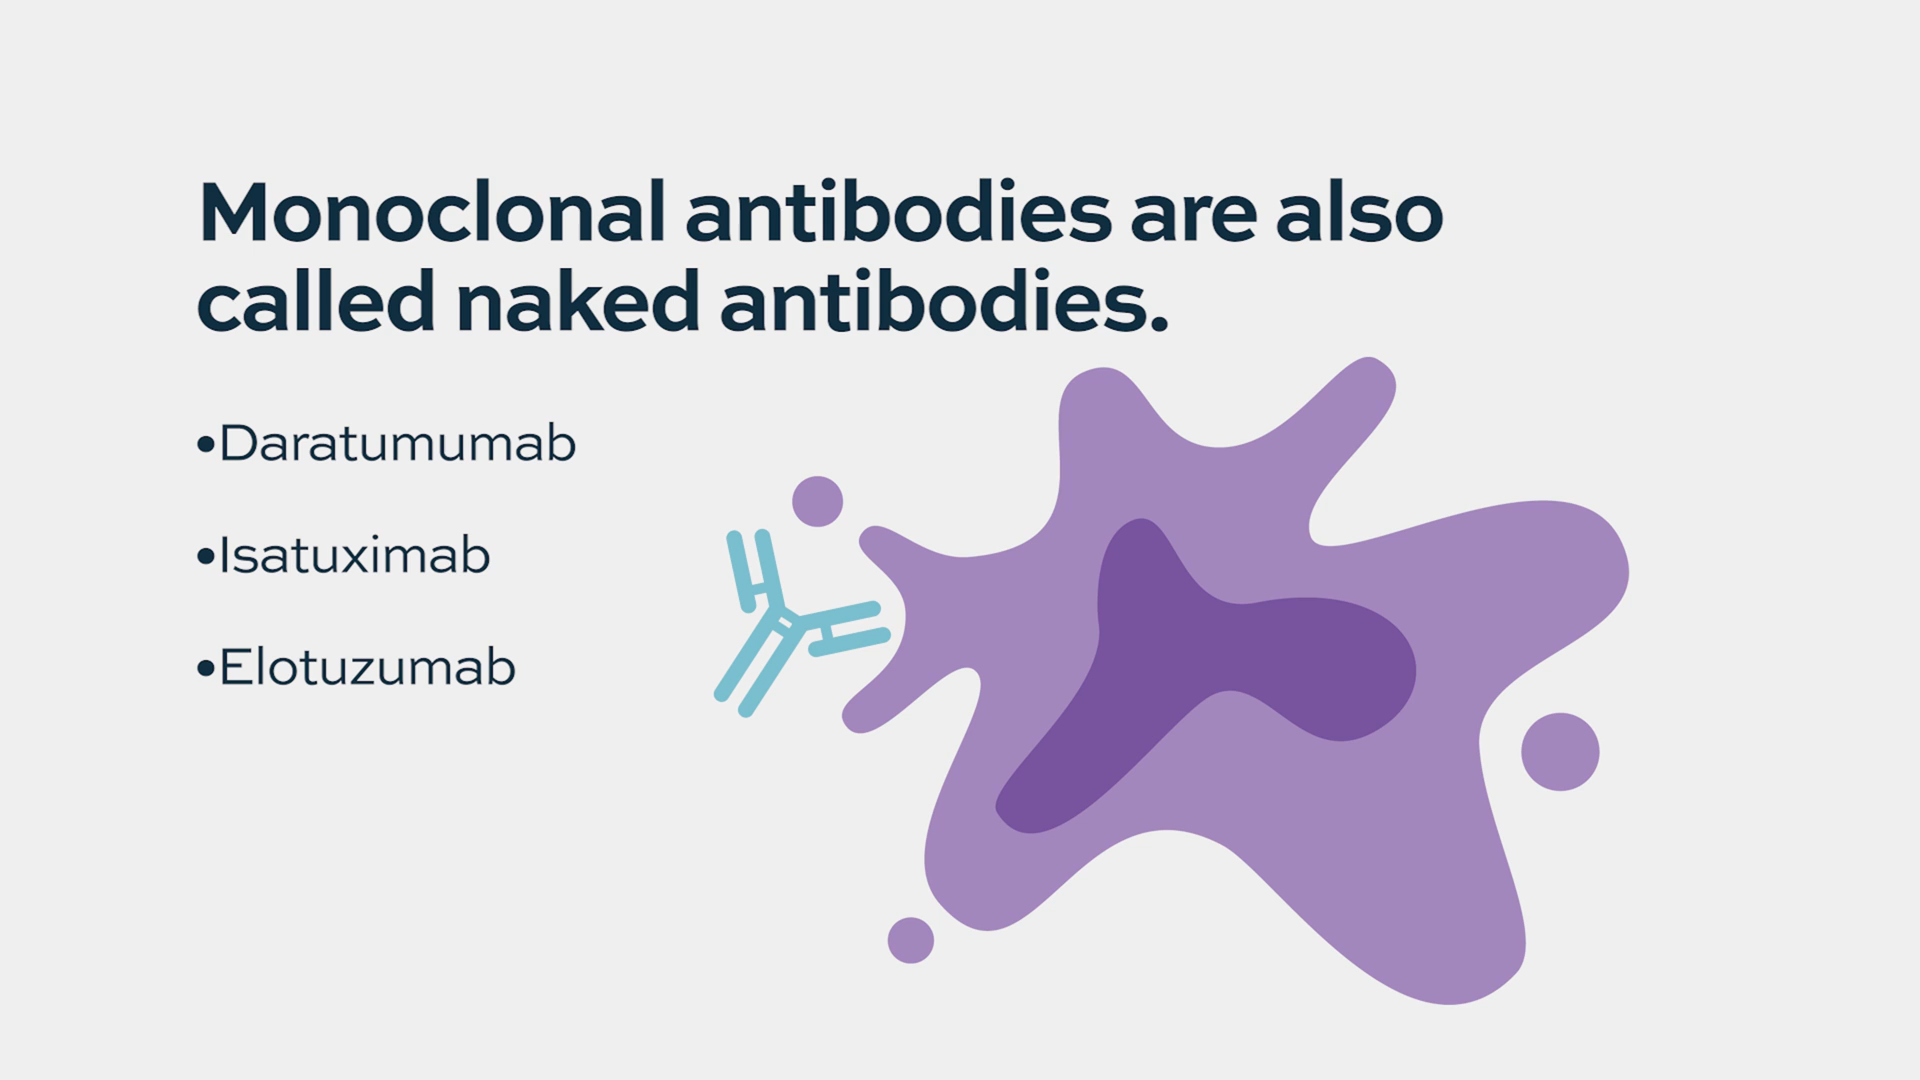 Monoclonal antibodies are also
called naked antibodies.
•Daratumumab
•Isatuximab
•Elotuzumab